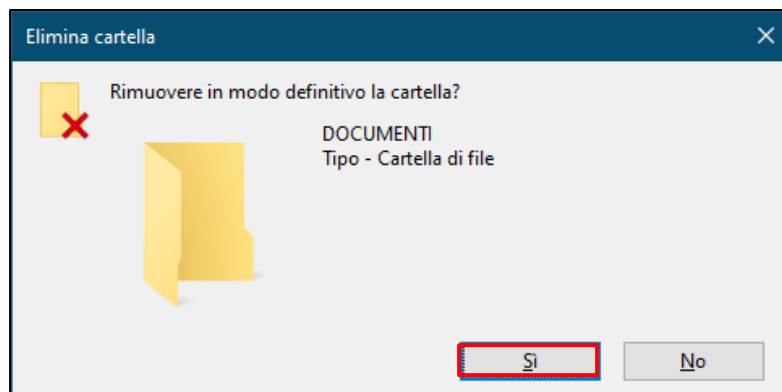 Elimina cartella
Rimuovere in modo definitivo la cartella?
DOCUMENTI
Tipo - Cartella di file
Sì
No